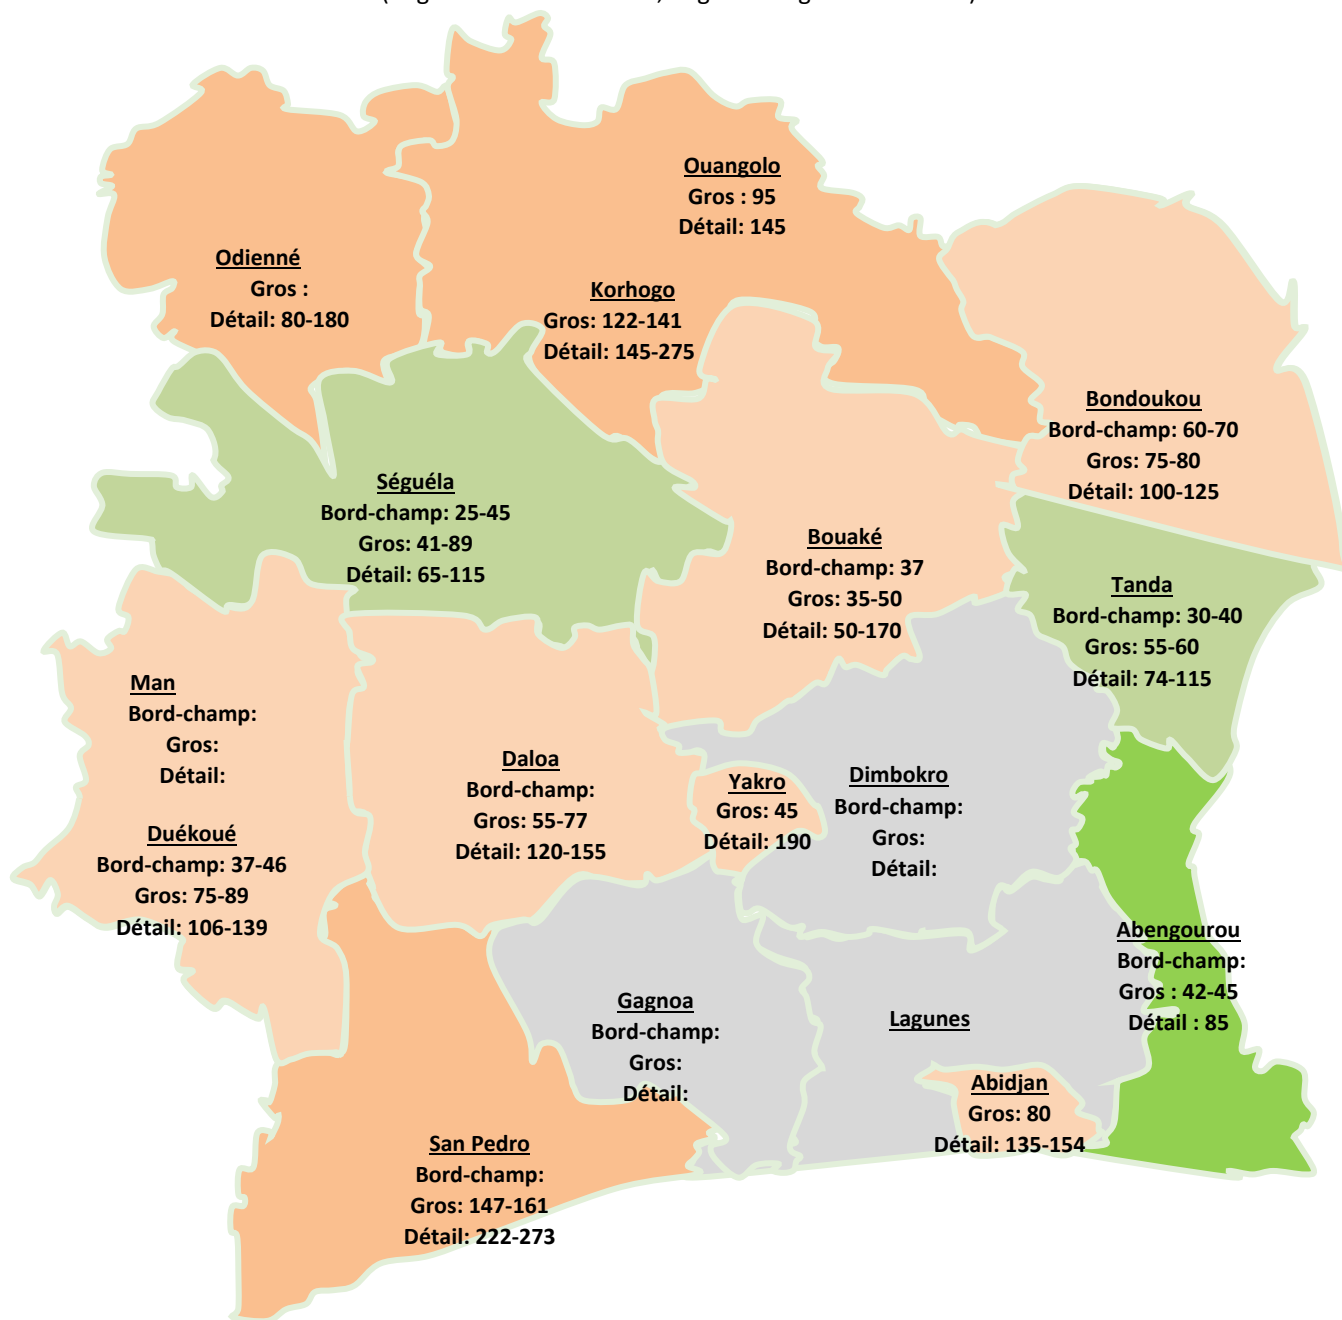 Ouangolo
Gros : 95
Détail: 145
Odienné
Gros :
Détail: 80-180
Korhogo
Gros: 122-141
Détail: 145-275
Bondoukou
Bord-champ: 60-70
Gros: 75-80
Détail: 100-125
Séguéla
Bord-champ: 25-45
Gros: 41-89
Détail: 65-115
Bouaké
Bord-champ: 37
Gros: 35-50
Détail: 50-170
Tanda
Bord-champ: 30-40
Gros: 55-60
Détail: 74-115
Man
Bord-champ:
Gros:
Détail:
Daloa
Bord-champ:
Gros: 55-77
Détail: 120-155
Yakro
Gros: 45
Détail: 190
Dimbokro
Bord-champ:
Gros:
Détail:
Duékoué
Bord-champ: 37-46
Gros: 75-89
Détail: 106-139
Abengourou
Bord-champ:
Gros : 42-45
Détail : 85
Gagnoa
Bord-champ:
Gros:
Détail:
Lagunes
Abidjan
Gros: 80
Détail: 135-154
San Pedro
Bord-champ:
Gros: 147-161
Détail: 222-273